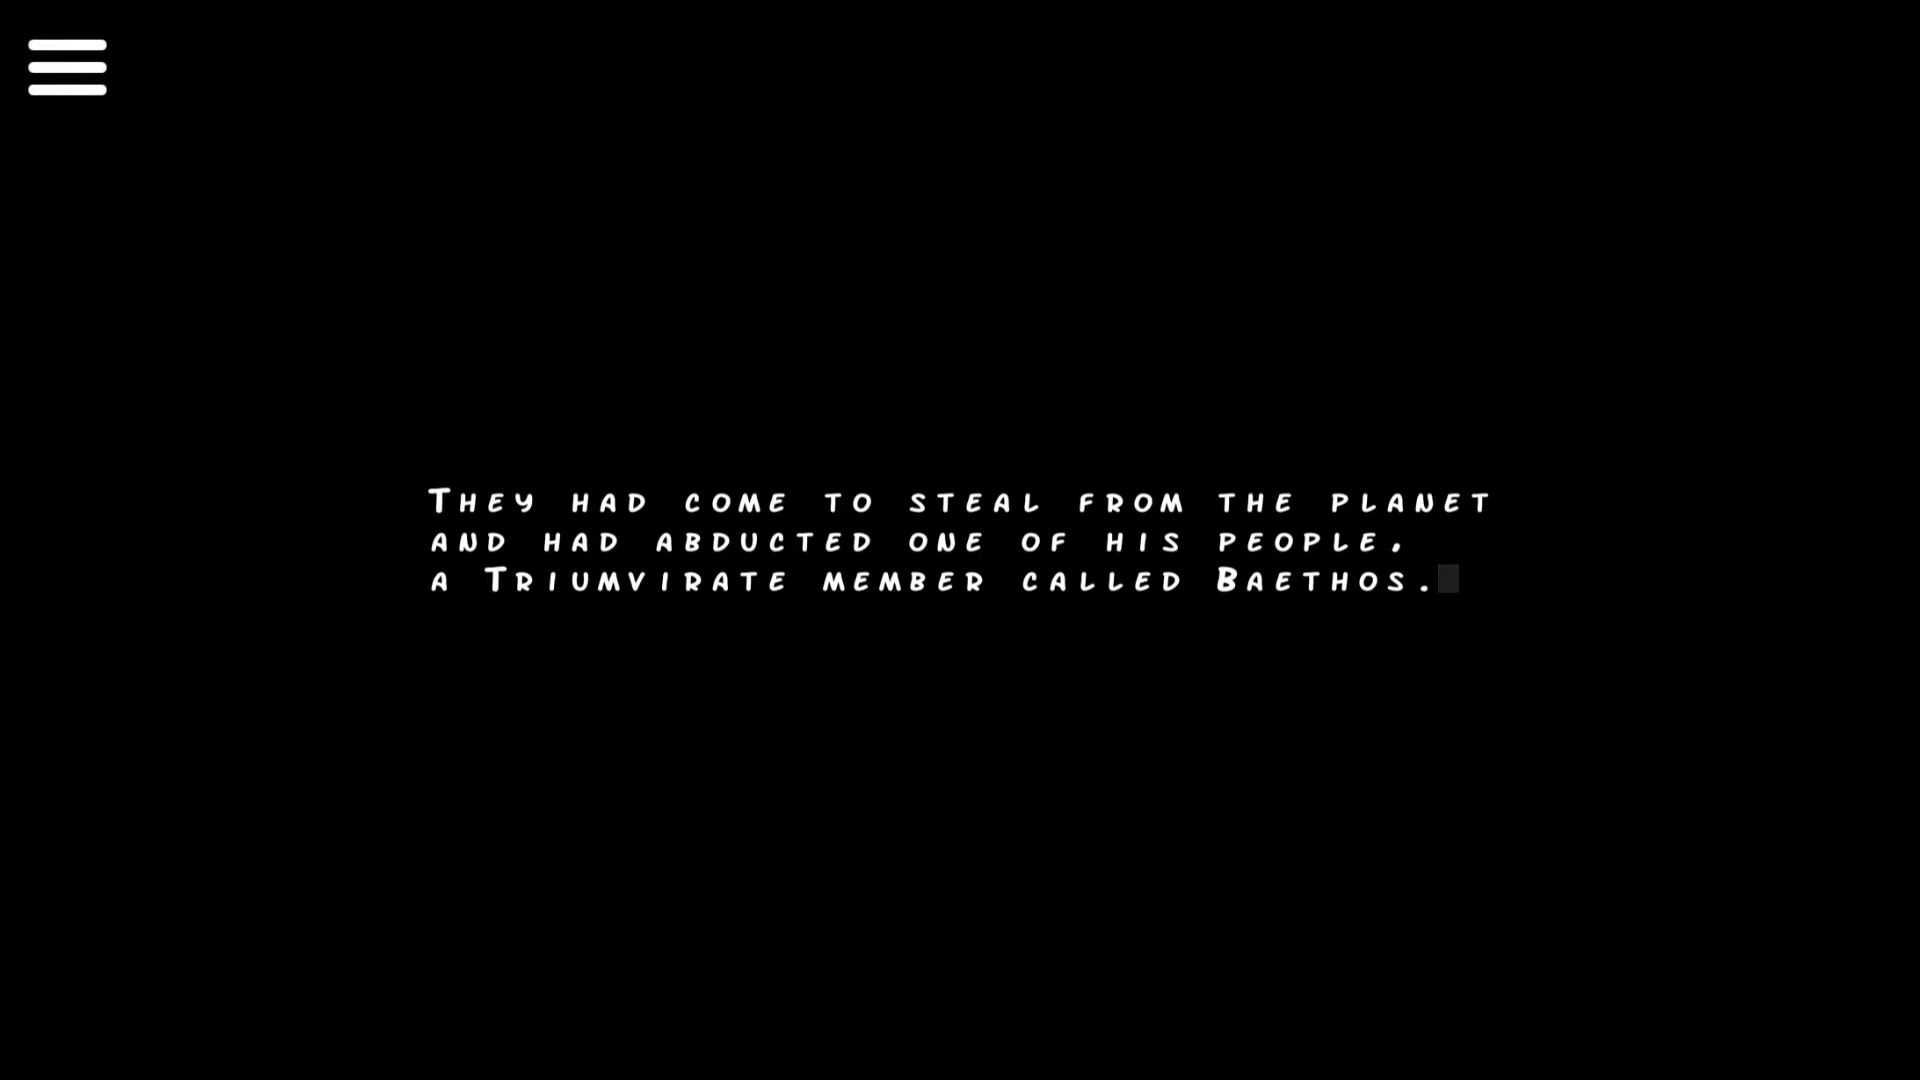 They had come to steal from the planet
and had abducted one of his people,
a Triumvirate member called Baethos.